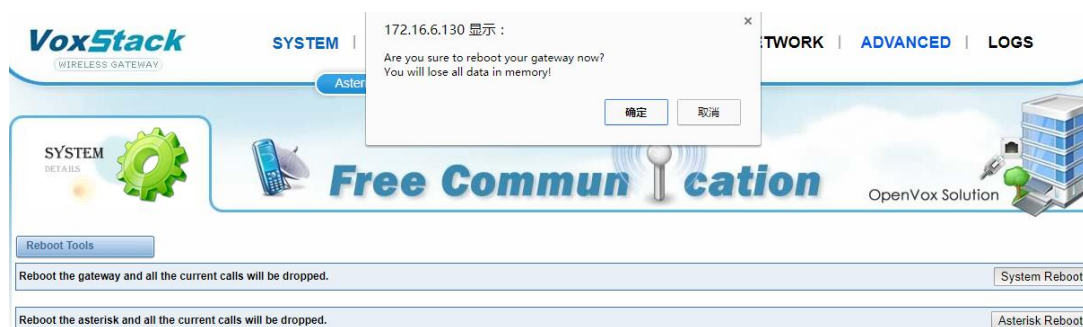 VoxStack
WIRELESS GATEWAY
SYSTEM | TWORK | ADVANCED | LOGS
172.16.6.130 显示：
×
Are you sure to reboot your gateway now?
You will lose all data in memory!
确定 取消
Aster
SYSTEM
DETAILS
Free Commun cation
OpenVox Solution
Reboot Tools
Reboot the gateway and all the current calls will be dropped. System Reboot
Reboot the asterisk and all the current calls will be dropped. Asterisk Reboot